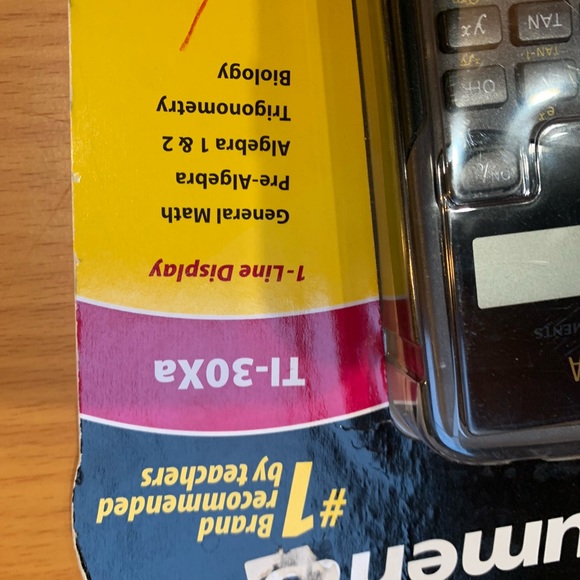 #1 Brand
recommended
by teachers
TI-30Xa
1-Line Display
General Math
Pre-Algebra
Algebra 1 & 2
Trigonometry
Biology
OFF
TAN